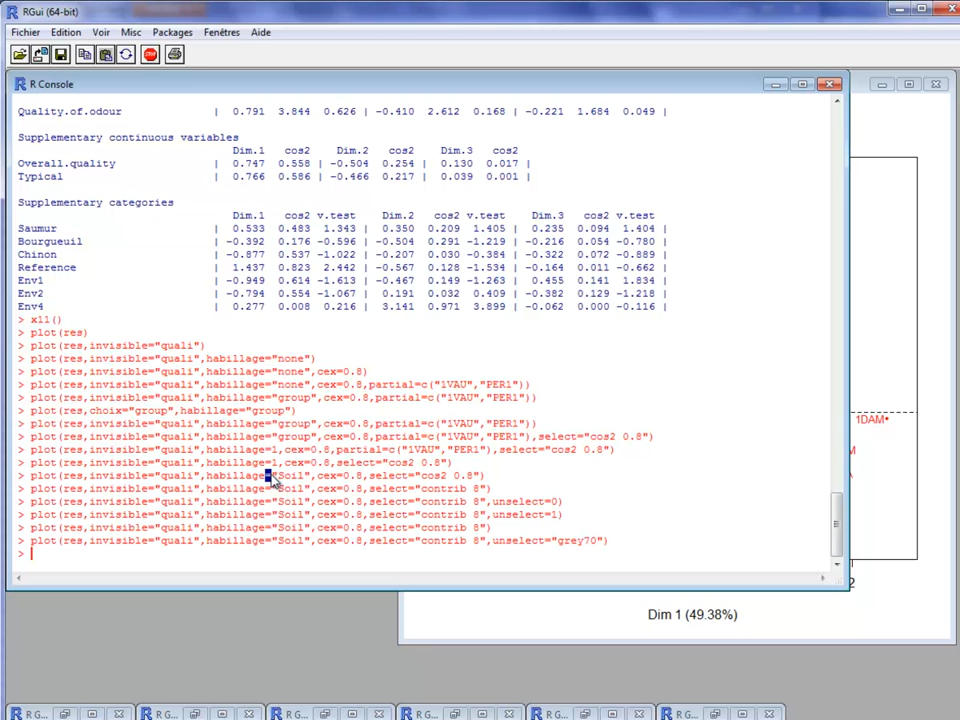 RGui (64-bit)
Fichier Edition Voir Misc Packages Fenêtres Aide
STOP
R Console
Quality.of.odour | 0.791 3.844 0.626 | -0.410 2.612 0.168 | -0.221 1.684 0.049 |
Supplementary continuous variables
Dim.1 cos2 Dim.2 cos2 Dim.3 cos2
Overall.quality | 0.747 0.558 | -0.504 0.254 | 0.130 0.017 |
Typical | 0.766 0.586 | -0.466 0.217 | 0.039 0.001 |
Supplementary categories
Dim.1 cos2 v.test Dim.2 cos2 v.test Dim.3 cos2 v.test
Saumur | 0.533 0.483 1.343 | 0.350 0.209 1.405 | 0.235 0.094 1.404 |
Bourgueuil | -0.392 0.176 -0.596 | -0.504 0.291 -1.219 | -0.216 0.054 -0.780 |
Chinon | -0.877 0.537 -1.022 | -0.207 0.030 -0.384 | -0.322 0.072 -0.889 |
Reference | 1.437 0.823 2.442 | -0.567 0.128 -1.534 | -0.164 0.011 -0.662 |
Env1 | -0.949 0.614 -1.613 | -0.467 0.149 -1.263 | 0.455 0.141 1.834 |
Env2 | -0.794 0.554 -1.067 | 0.191 0.032 0.409 | -0.382 0.129 -1.218 |
Env4 | 0.277 0.008 0.216 | 3.141 0.971 3.899 | -0.062 0.000 -0.116 |
> x11()
> plot(res)
> plot(res,invisible="quali")
> plot(res,invisible="quali",habillage="none")
> plot(res,invisible="quali",habillage="none",cex=0.8)
> plot(res,invisible="quali",habillage="none",cex=0.8,partial=c("1VAU","PER1"))
> plot(res,invisible="quali",habillage="group",cex=0.8,partial=c("1VAU","PER1"))
> plot(res,choix="group",habillage="group")
> plot(res,invisible="quali",habillage="group",cex=0.8,partial=c("1VAU","PER1"))
> plot(res,invisible="quali",habillage="group",cex=0.8,partial=c("1VAU","PER1"),select="cos2 0.8")
> plot(res,invisible="quali",habillage=1,cex=0.8,partial=c("1VAU","PER1"),select="cos2 0.8")
> plot(res,invisible="quali",habillage=1,cex=0.8,select="cos2 0.8")
> plot(res,invisible="quali",habillage="Soil",cex=0.8,select="cos2 0.8")
> plot(res,invisible="quali",habillage="Soil",cex=0.8,select="contrib 8")
> plot(res,invisible="quali",habillage="Soil",cex=0.8,select="contrib 8",unselect=0)
> plot(res,invisible="quali",habillage="Soil",cex=0.8,select="contrib 8",unselect=1)
> plot(res,invisible="quali",habillage="Soil",cex=0.8,select="contrib 8")
> plot(res,invisible="quali",habillage="Soil",cex=0.8,select="contrib 8",unselect="grey70")
>
1DAM
M
2
Dim 1 (49.38%)
R G... R G... R G... R G... R G... R G...